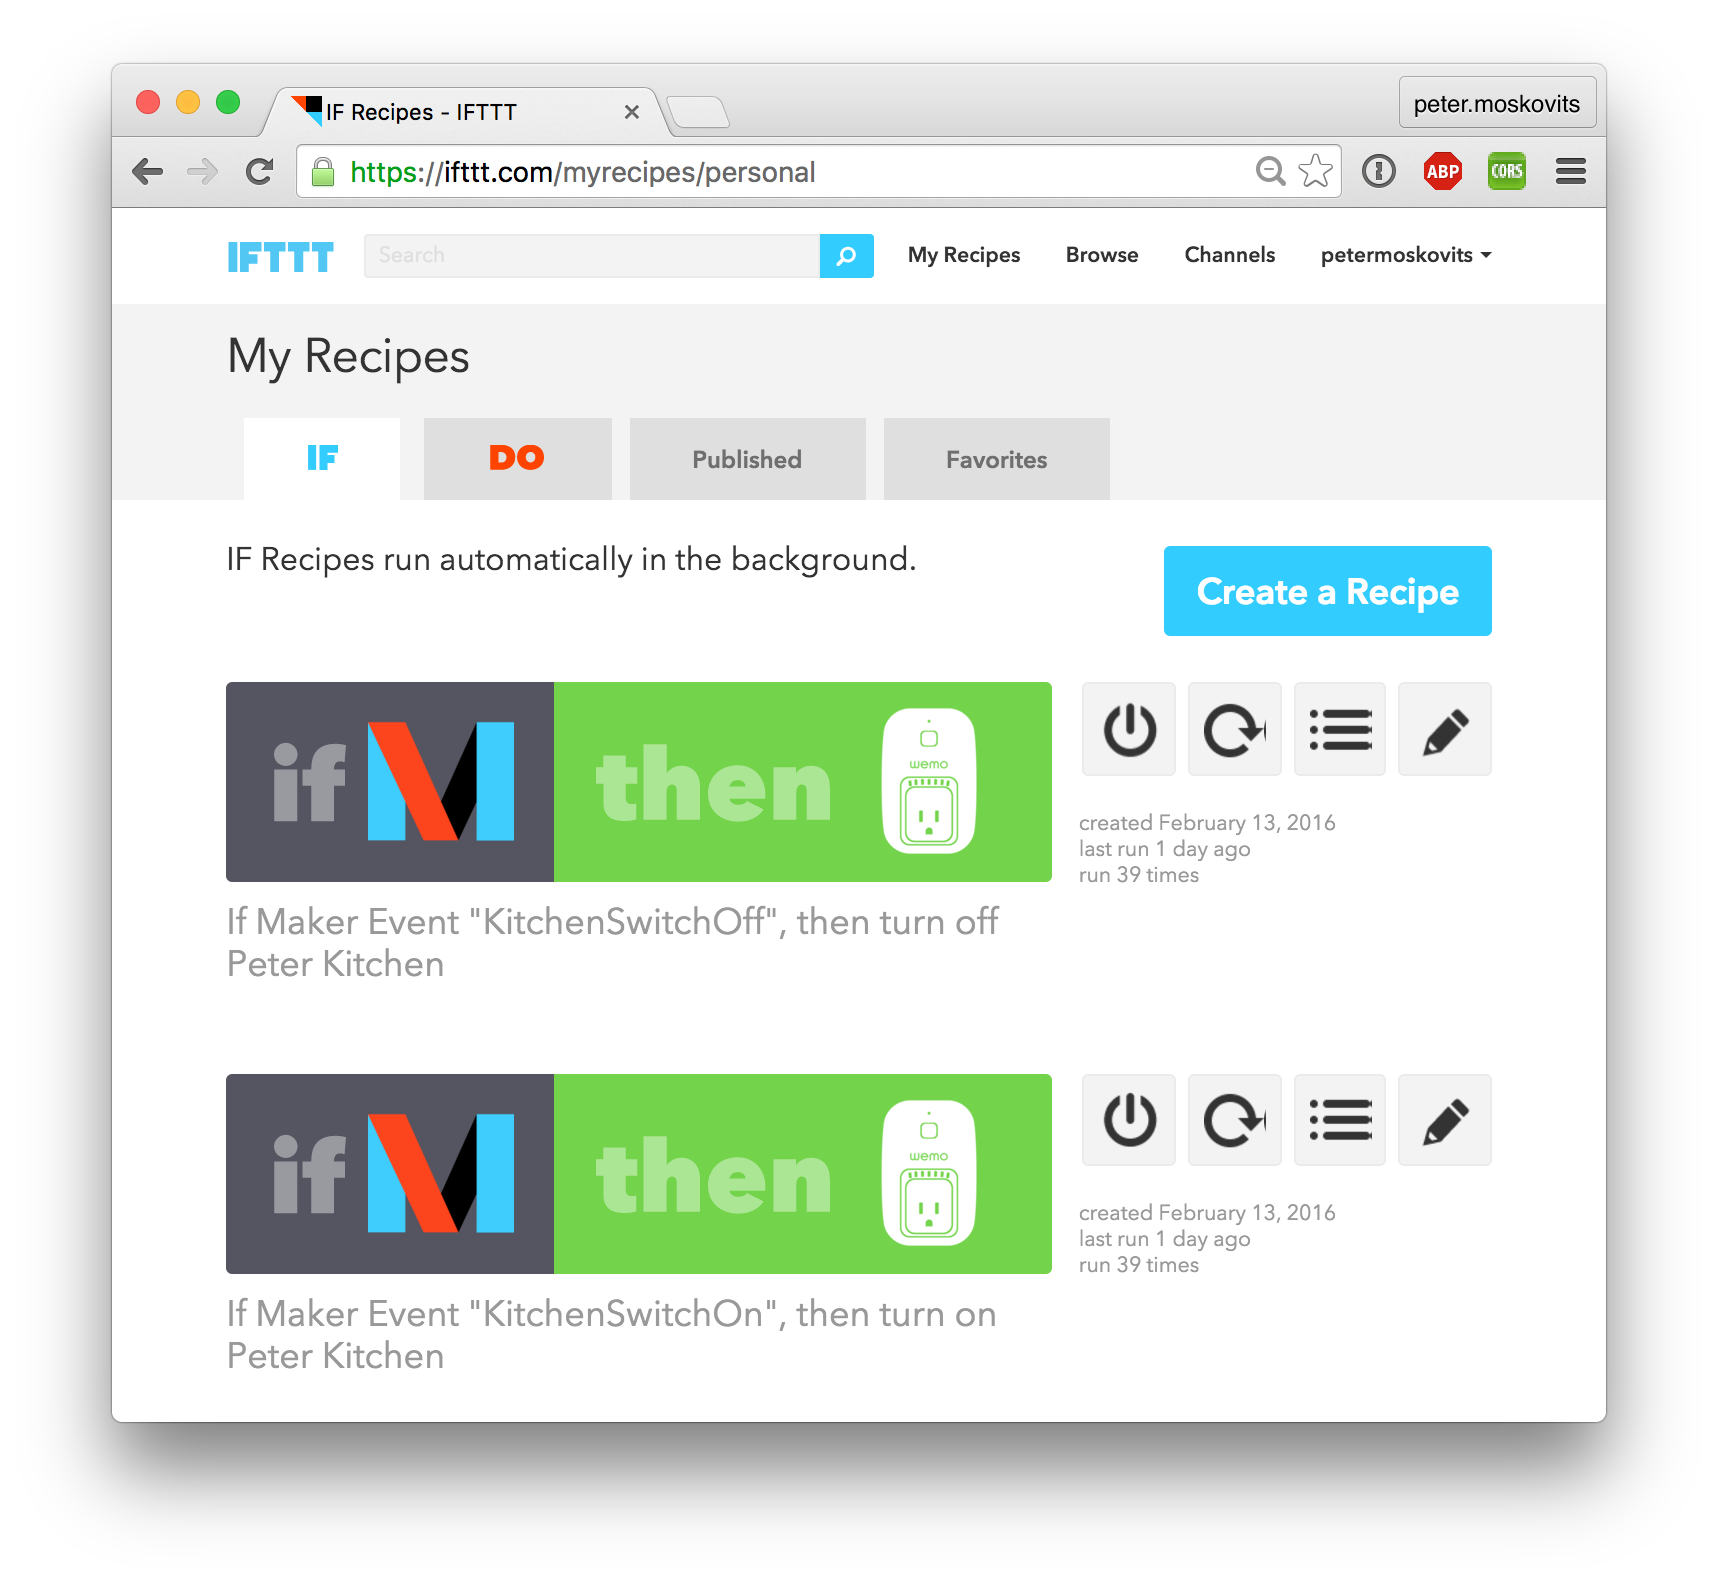 IF Recipes - IFTTT
peter.moskovits
https://ifttt.com/myrecipes/personal
ABP
CORS
IFTTT
Search
My Recipes
Browse
Channels
petermoskovits
My Recipes
IF
DO
Published
Favorites
IF Recipes run automatically in the background.
Create a Recipe
if
then
wemo
created February 13, 2016
last run 1 day ago
run 39 times
If Maker Event "KitchenSwitchOff", then turn off
Peter Kitchen
if
then
wemo
created February 13, 2016
last run 1 day ago
run 39 times
If Maker Event "KitchenSwitchOn", then turn on
Peter Kitchen